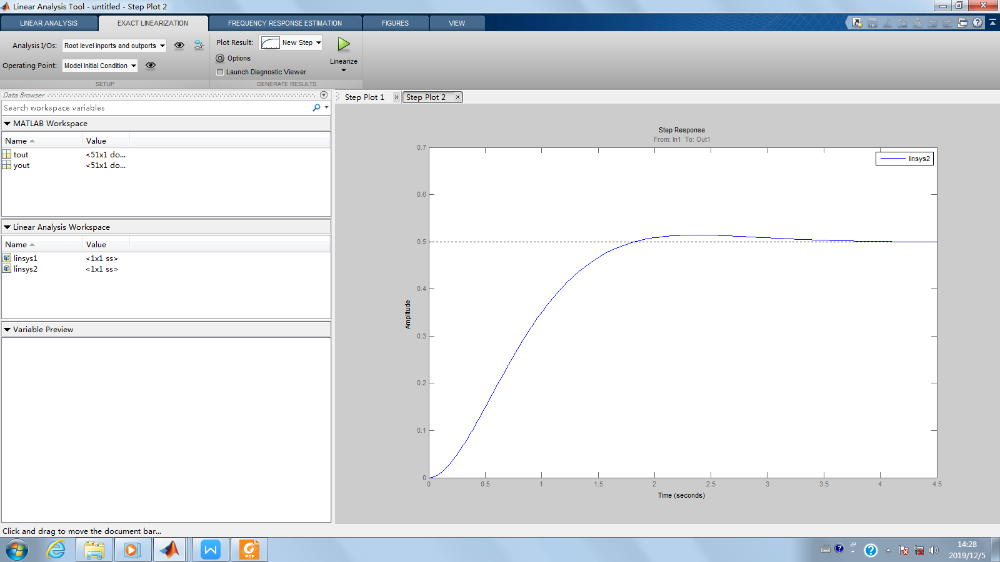 Linear Analysis Tool - untitled - Step Plot 2
LINEAR ANALYSIS
EXACT LINEARIZATION
FREQUENCY RESPONSE ESTIMATION
FIGURES
VIEW
Analysis I/Os:
Root level inports and outports
Operating Point:
Model Initial Condition
SETUP
Plot Result:
New Step
Options
Launch Diagnostic Viewer
Linearize
GENERATE RESULTS
Data Browser
Search workspace variables
MATLAB Workspace
Name Value
tout <51x1 do...
yout <51x1 do...
Linear Analysis Workspace
Name Value
linsys1 <1x1 ss>
linsys2 <1x1 ss>
Variable Preview
Step Plot 1
Step Plot 2
Step Response
From: In1 To: Out1
linsys2
0.7
0.6
0.5
0.4
0.3
0.2
0.1
0
Amplitude
0 0.5 1 1.5 2 2.5 3 3.5 4 4.5
Time (seconds)
Click and drag to move the document bar...
PDF
14:28
2019/12/5